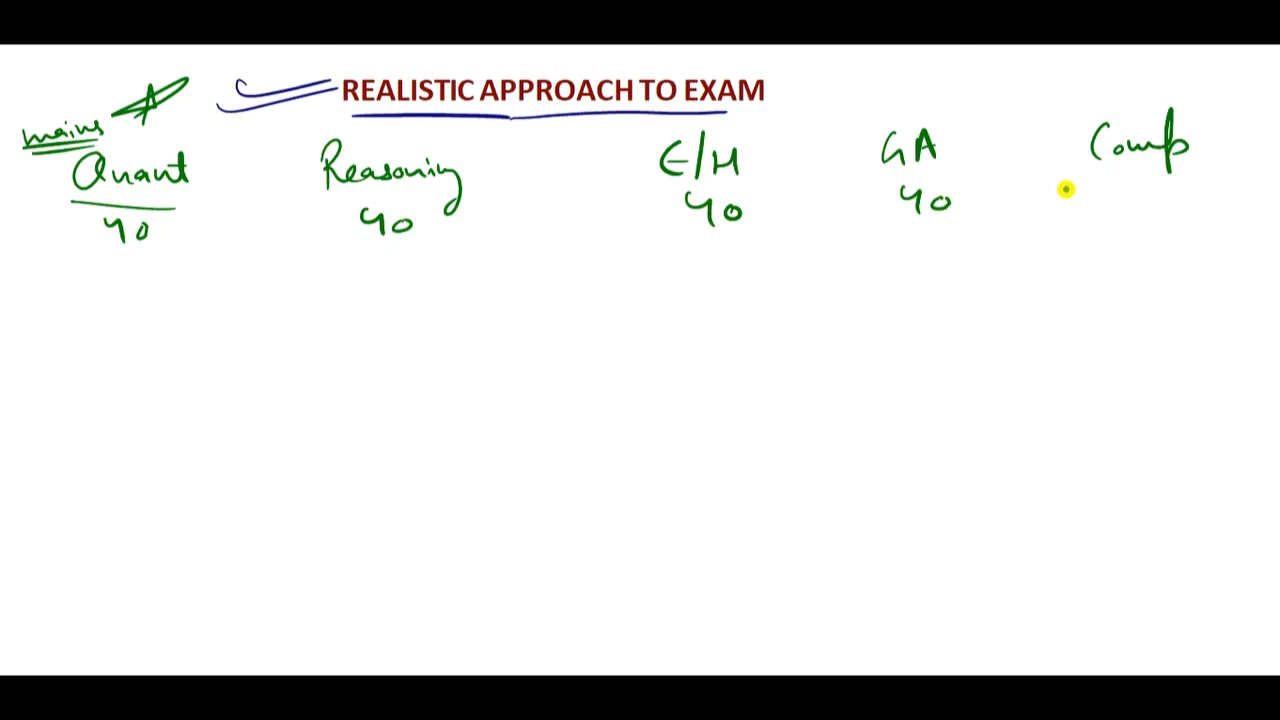 REALISTIC APPROACH TO EXAM
mains
Quant Reasoning E/H GA Comp
40 40 40 40